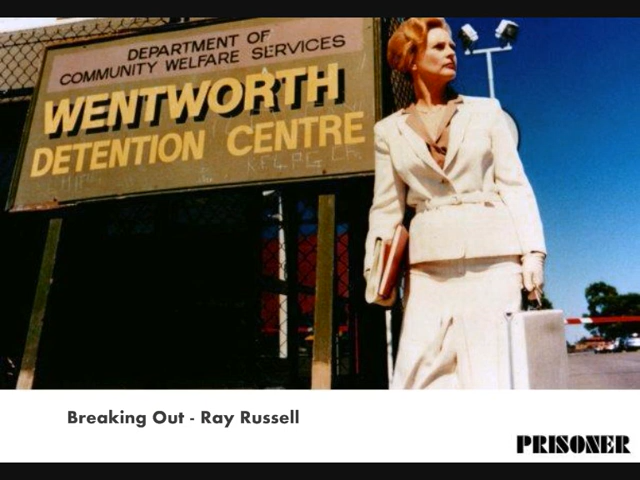 DEPARTMENT OF
COMMUNITY WELFARE SERVICES
WENTWORTH
DETENTION CENTRE
Breaking Out - Ray Russell
PRISONER